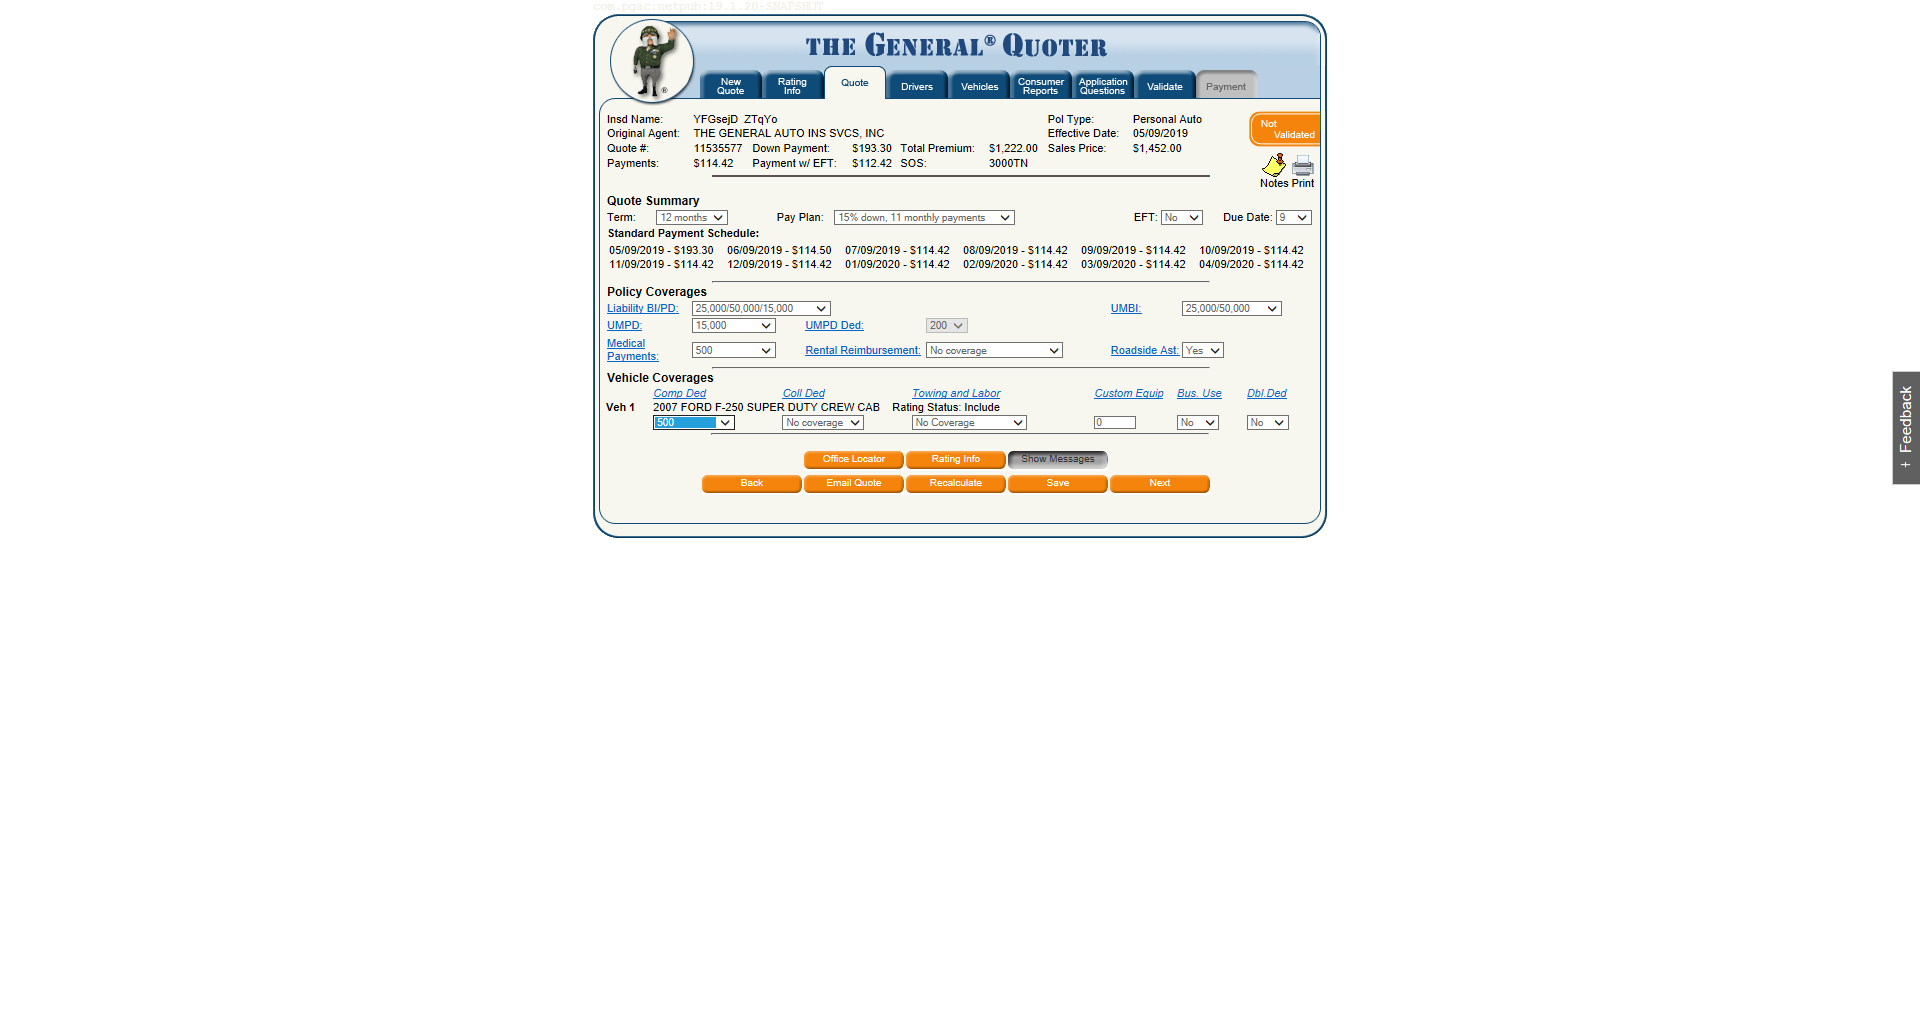 com.pgac:netpub:19.1.20-SNAPSHOT
THE GENERAL® QUOTER
New Quote
Rating Info
Quote
Drivers
Vehicles
Consumer Reports
Application Questions
Validate
Payment
®
Insd Name: YFGsejD ZTqYo Pol Type: Personal Auto
Not Validated
Original Agent: THE GENERAL AUTO INS SVCS, INC Effective Date: 05/09/2019
Quote #: 11535577 Down Payment: $193.30 Total Premium: $1,222.00 Sales Price: $1,452.00
Payments: $114.42 Payment w/ EFT: $112.42 SOS: 3000TN
Notes Print
Quote Summary
Term: 12 months Pay Plan: 15% down, 11 monthly payments EFT: No Due Date: 9
Standard Payment Schedule:
05/09/2019 - $193.30 06/09/2019 - $114.50 07/09/2019 - $114.42 08/09/2019 - $114.42 09/09/2019 - $114.42 10/09/2019 - $114.42
11/09/2019 - $114.42 12/09/2019 - $114.42 01/09/2020 - $114.42 02/09/2020 - $114.42 03/09/2020 - $114.42 04/09/2020 - $114.42
Policy Coverages
Liability BI/PD: 25,000/50,000/15,000 UMBI: 25,000/50,000
UMPD: 15,000 UMPD Ded: 200
Medical Payments: 500 Rental Reimbursement: No coverage Roadside Ast: Yes
Vehicle Coverages
Comp Ded Coll Ded Towing and Labor Custom Equip Bus. Use Dbl.Ded
Veh 1 2007 FORD F-250 SUPER DUTY CREW CAB Rating Status: Include
500 No coverage No Coverage 0 No No
Office Locator Rating Info Show Messages
Back Email Quote Recalculate Save Next
+ Feedback